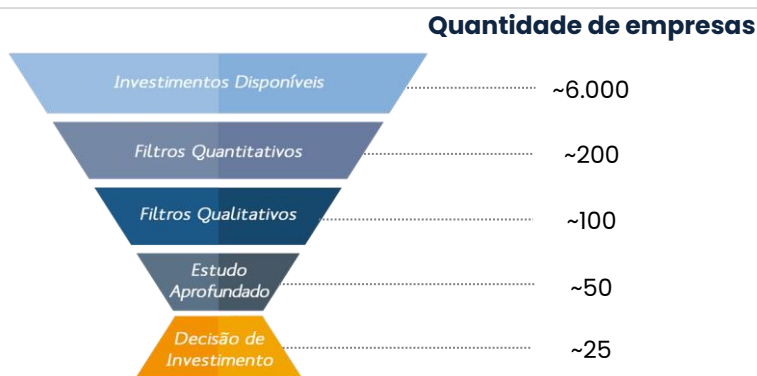 Quantidade de empresas
Investimentos Disponíveis
~6.000
Filtros Quantitativos
~200
Filtros Qualitativos
~100
Estudo
Aprofundado
~50
Decisão de
Investimento
~25